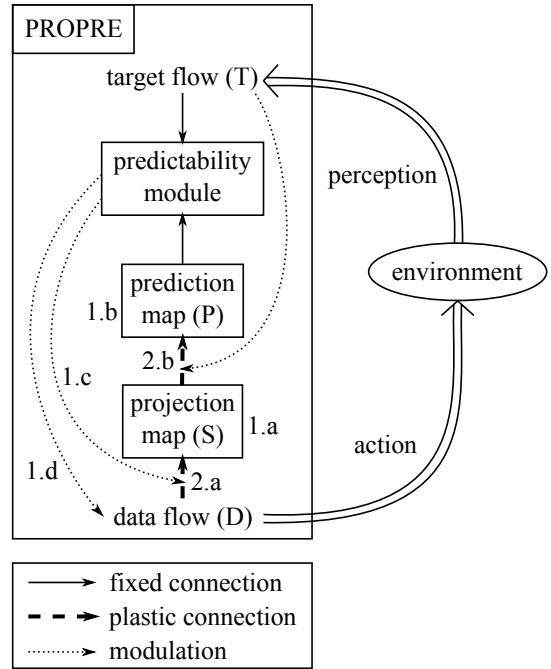 PROPRE
target flow (T)
predictability
module
perception
environment
prediction
map (P)
1.b
2.b
1.c
projection
map (S)
1.a
action
1.d
2.a
data flow (D)
fixed connection
plastic connection
modulation